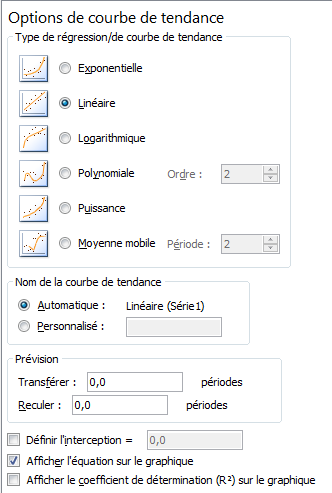 Options de courbe de tendance
Type de régression/de courbe de tendance
Exponentielle
Linéaire
Logarithmique
Polynomiale Ordre : 2
Puissance
Moyenne mobile Période : 2
Nom de la courbe de tendance
Automatique : Linéaire (Série1)
Personnalisé :
Prévision
Transférer : 0,0 périodes
Reculer : 0,0 périodes
Définir l'interception = 0,0
Afficher l'équation sur le graphique
Afficher le coefficient de détermination (R²) sur le graphique